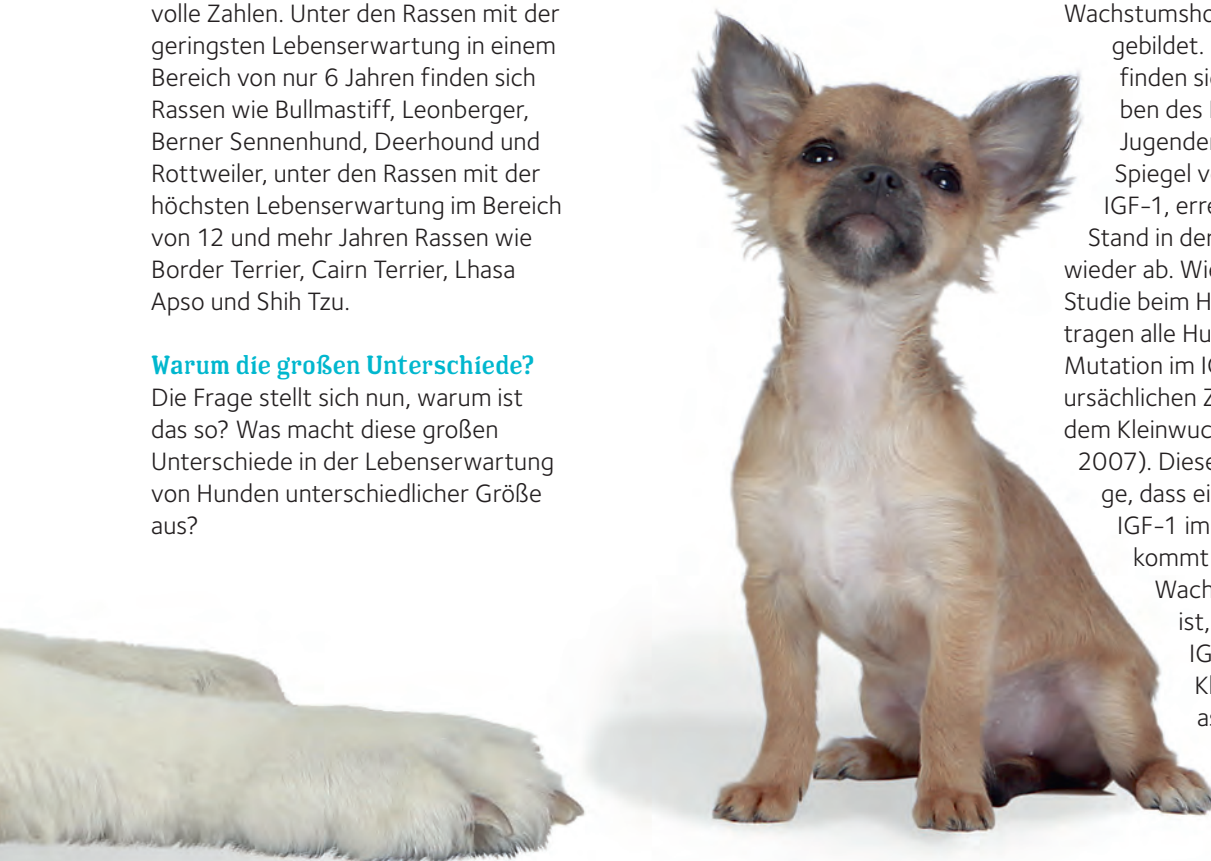 volle Zahlen. Unter den Rassen mit der
geringsten Lebenserwartung in einem
Bereich von nur 6 Jahren finden sich
Rassen wie Bullmastiff, Leonberger,
Berner Sennenhund, Deerhound und
Rottweiler, unter den Rassen mit der
höchsten Lebenserwartung im Bereich
von 12 und mehr Jahren Rassen wie
Border Terrier, Cairn Terrier, Lhasa
Apso und Shih Tzu.
Warum die großen Unterschiede?
Die Frage stellt sich nun, warum ist
das so? Was macht diese großen
Unterschiede in der Lebenserwartung
von Hunden unterschiedlicher Größe
aus?
gebildet.
finden
ben des
Spiegel
IGF-1,
Stand in der
wieder ab.
Studie beim
tragen alle
Mutation im
ursächlichen
dem
2007). Diese
ge, dass
IGF-1 im
kommt
ist,